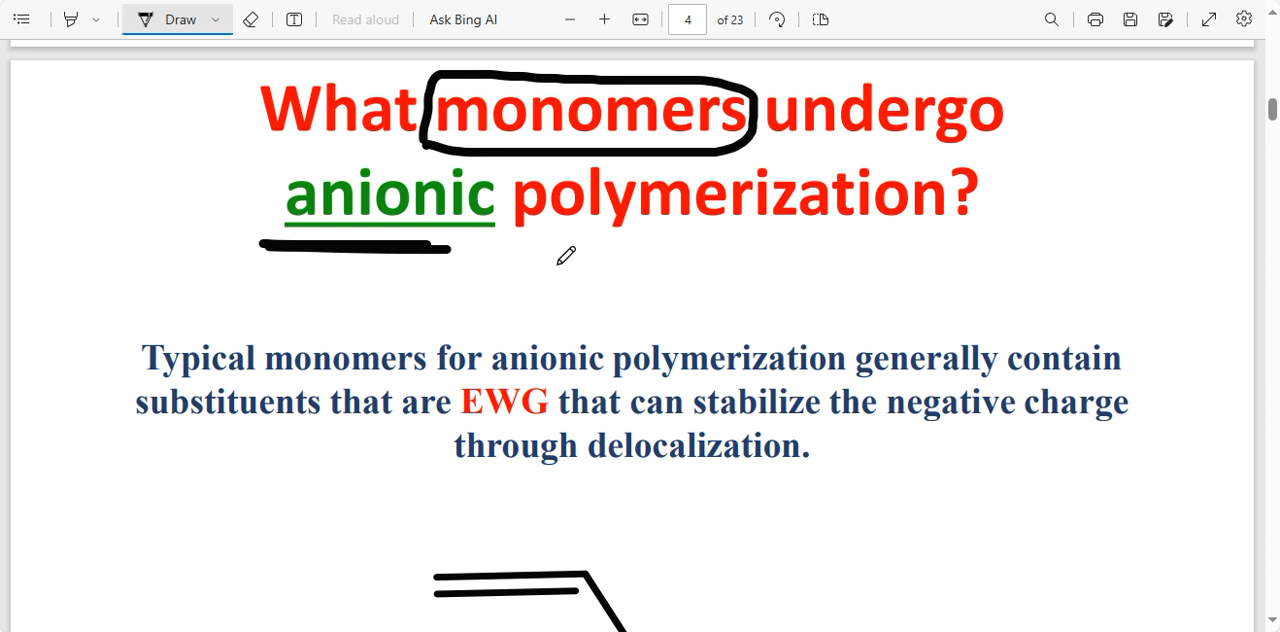 Draw
Read aloud
Ask Bing AI
4
of 23
What monomers undergo
anionic polymerization?
Typical monomers for anionic polymerization generally contain
substituents that are EWG that can stabilize the negative charge
through delocalization.